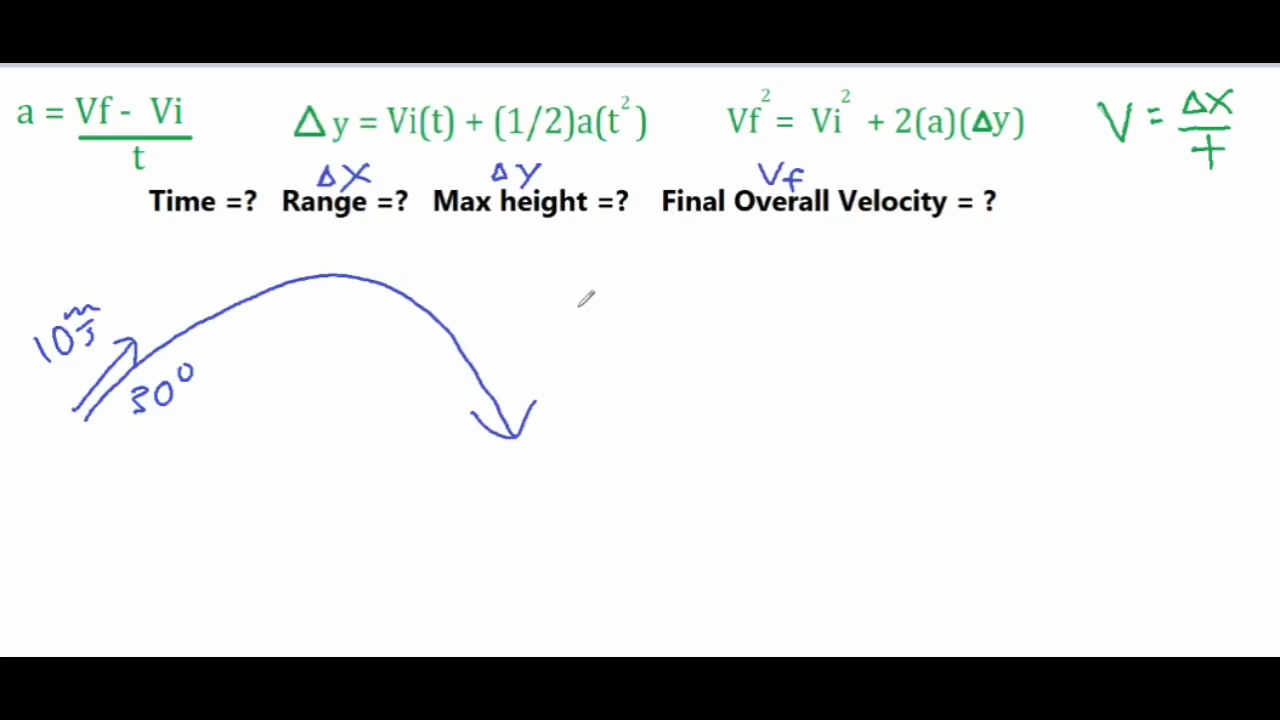 a = Vf - Vi / t
Δy = Vi(t) + (1/2)a(t²)
Vf² = Vi² + 2(a)(Δy)
V = ΔX / t
ΔX ΔY Vf
Time =? Range =? Max height =? Final Overall Velocity = ?
10 m/s
30°